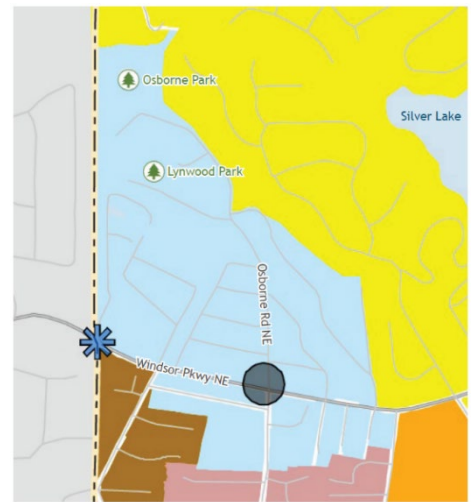 Osborne Park
Silver Lake
Lynwood Park
Osborne Rd NE
Windsor Pkwy NE